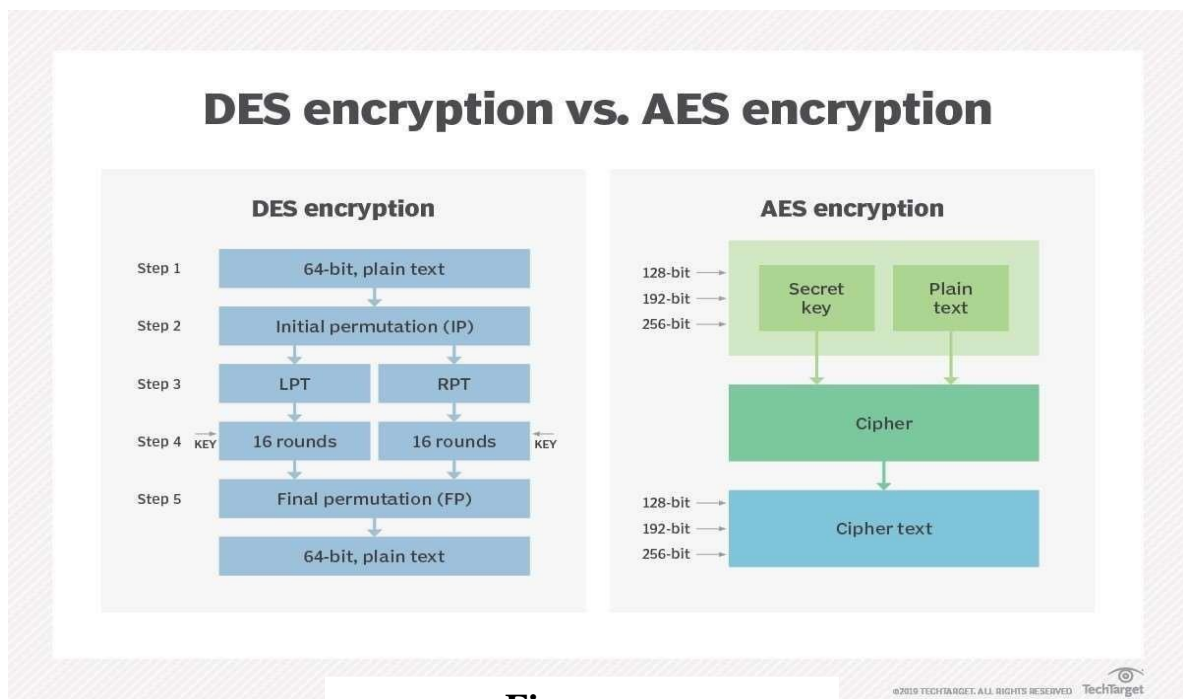 DES encryption vs. AES encryption
DES encryption
Step 1
64-bit, plain text
Step 2
Initial permutation (IP)
Step 3
LPT
RPT
Step 4
KEY
16 rounds
16 rounds
KEY
Step 5
Final permutation (FP)
64-bit, plain text
AES encryption
128-bit
192-bit
256-bit
Secret
key
Plain
text
Cipher
128-bit
192-bit
256-bit
Cipher text
©2019 TECHTARGET. ALL RIGHTS RESERVED
TechTarget